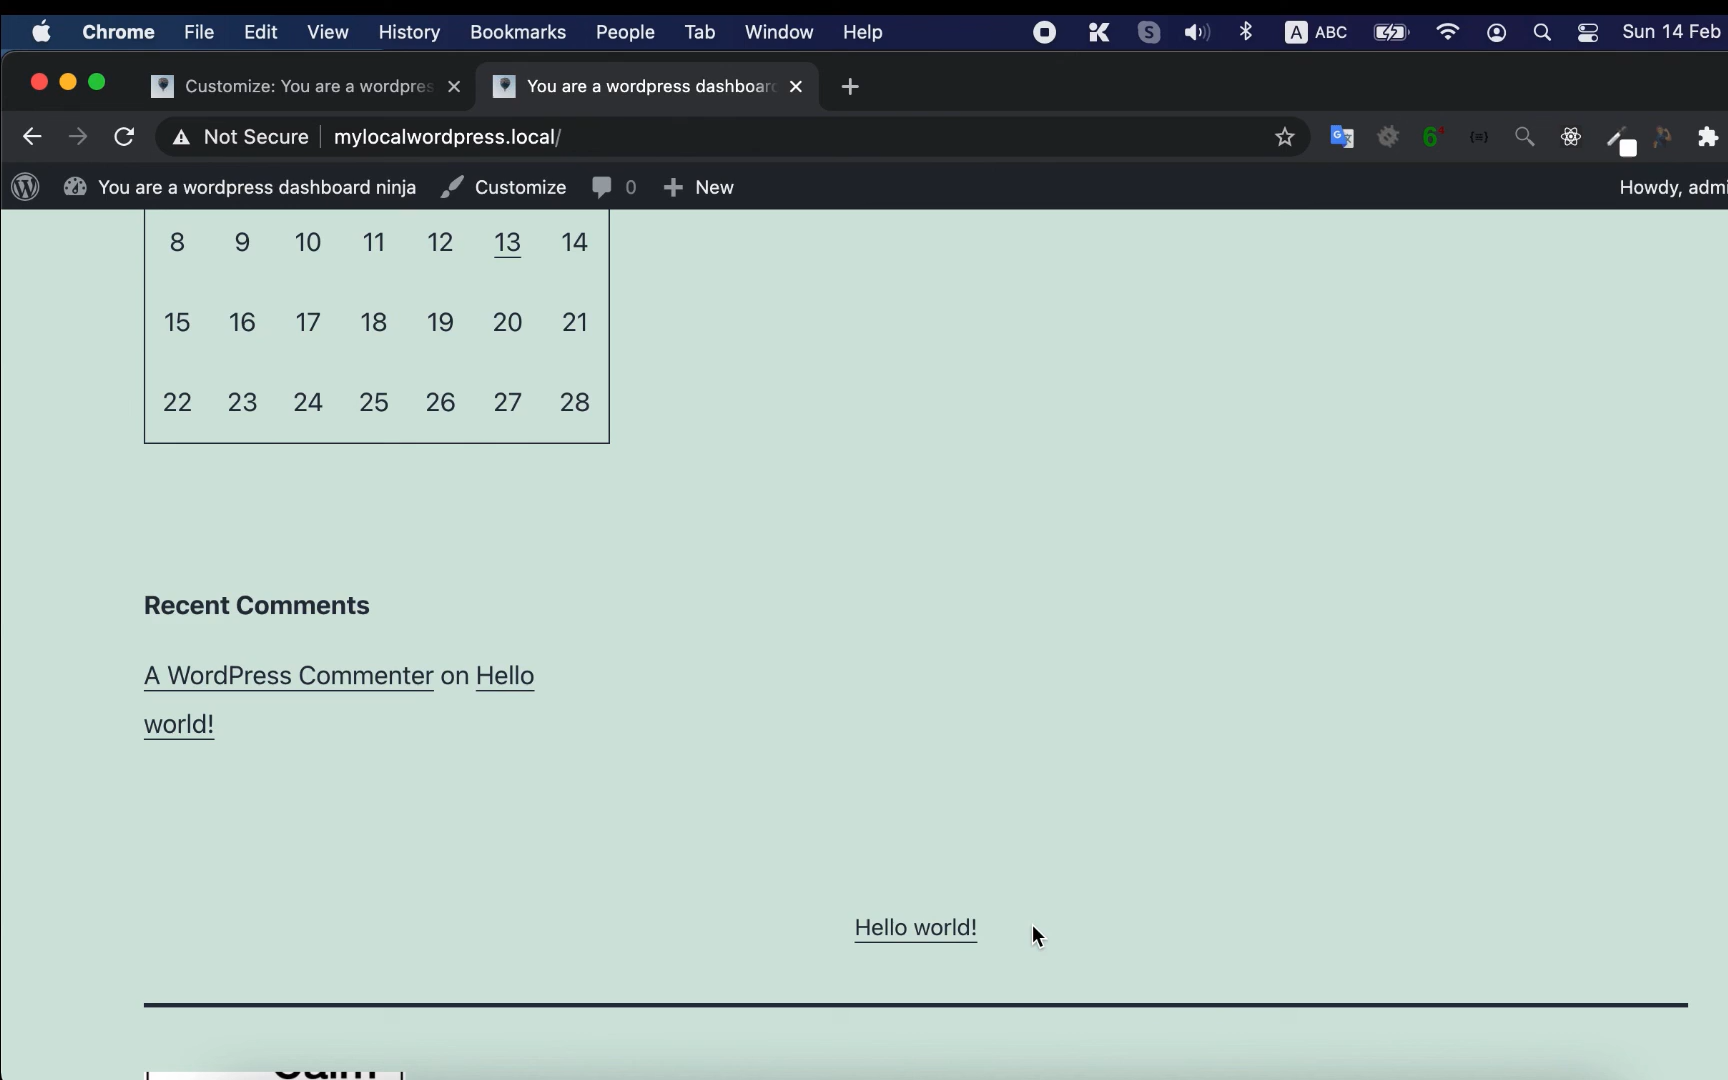 Chrome File Edit View History Bookmarks People Tab Window Help A ABC Sun 14 Feb
Customize: You are a wordpres You are a wordpress dashboar
Not Secure mylocalwordpress.local/
You are a wordpress dashboard ninja Customize 0 New Howdy, admi
8 9 10 11 12 13 14
15 16 17 18 19 20 21
22 23 24 25 26 27 28
Recent Comments
A WordPress Commenter on Hello
world!
Hello world!